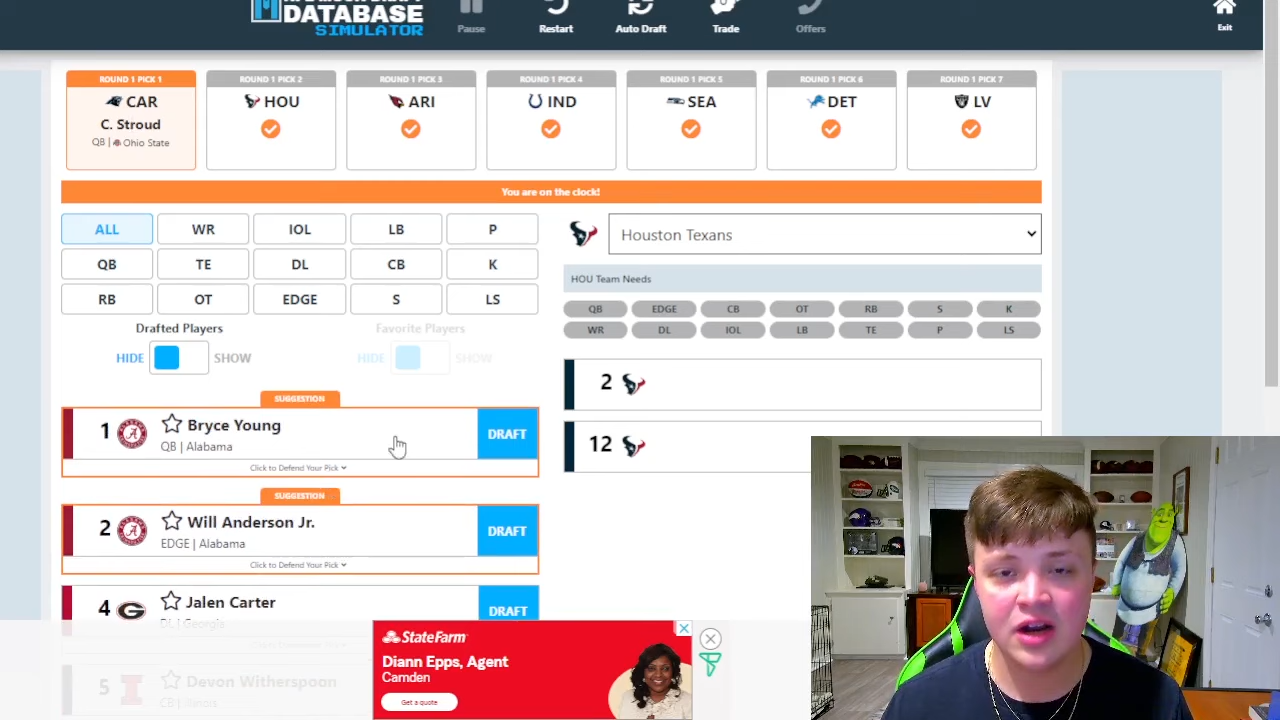 DATABASE
SIMULATOR
Pause
Restart
Auto Draft
Trade
Offers
Exit
ROUND 1 PICK 1
CAR
C. Stroud
QB | Ohio State
ROUND 1 PICK 2
HOU
ROUND 1 PICK 3
ARI
ROUND 1 PICK 4
IND
ROUND 1 PICK 5
SEA
ROUND 1 PICK 6
DET
ROUND 1 PICK 7
LV
You are on the clock!
ALL WR IOL LB P
QB TE DL CB K
RB OT EDGE S LS
Drafted Players
HIDE SHOW
Favorite Players
HIDE SHOW
Houston Texans
HOU Team Needs
QB EDGE CB OT RB S K
WR DL IOL LB TE P LS
2
12
SUGGESTION
1 Bryce Young
QB | Alabama
DRAFT
Click to Defend Your Pick
SUGGESTION
2 Will Anderson Jr.
EDGE | Alabama
DRAFT
Click to Defend Your Pick
4 Jalen Carter
DL | Georgia
DRAFT
5 Devon Witherspoon
CB | Illinois
StateFarm
Diann Epps, Agent
Camden
Get a quote